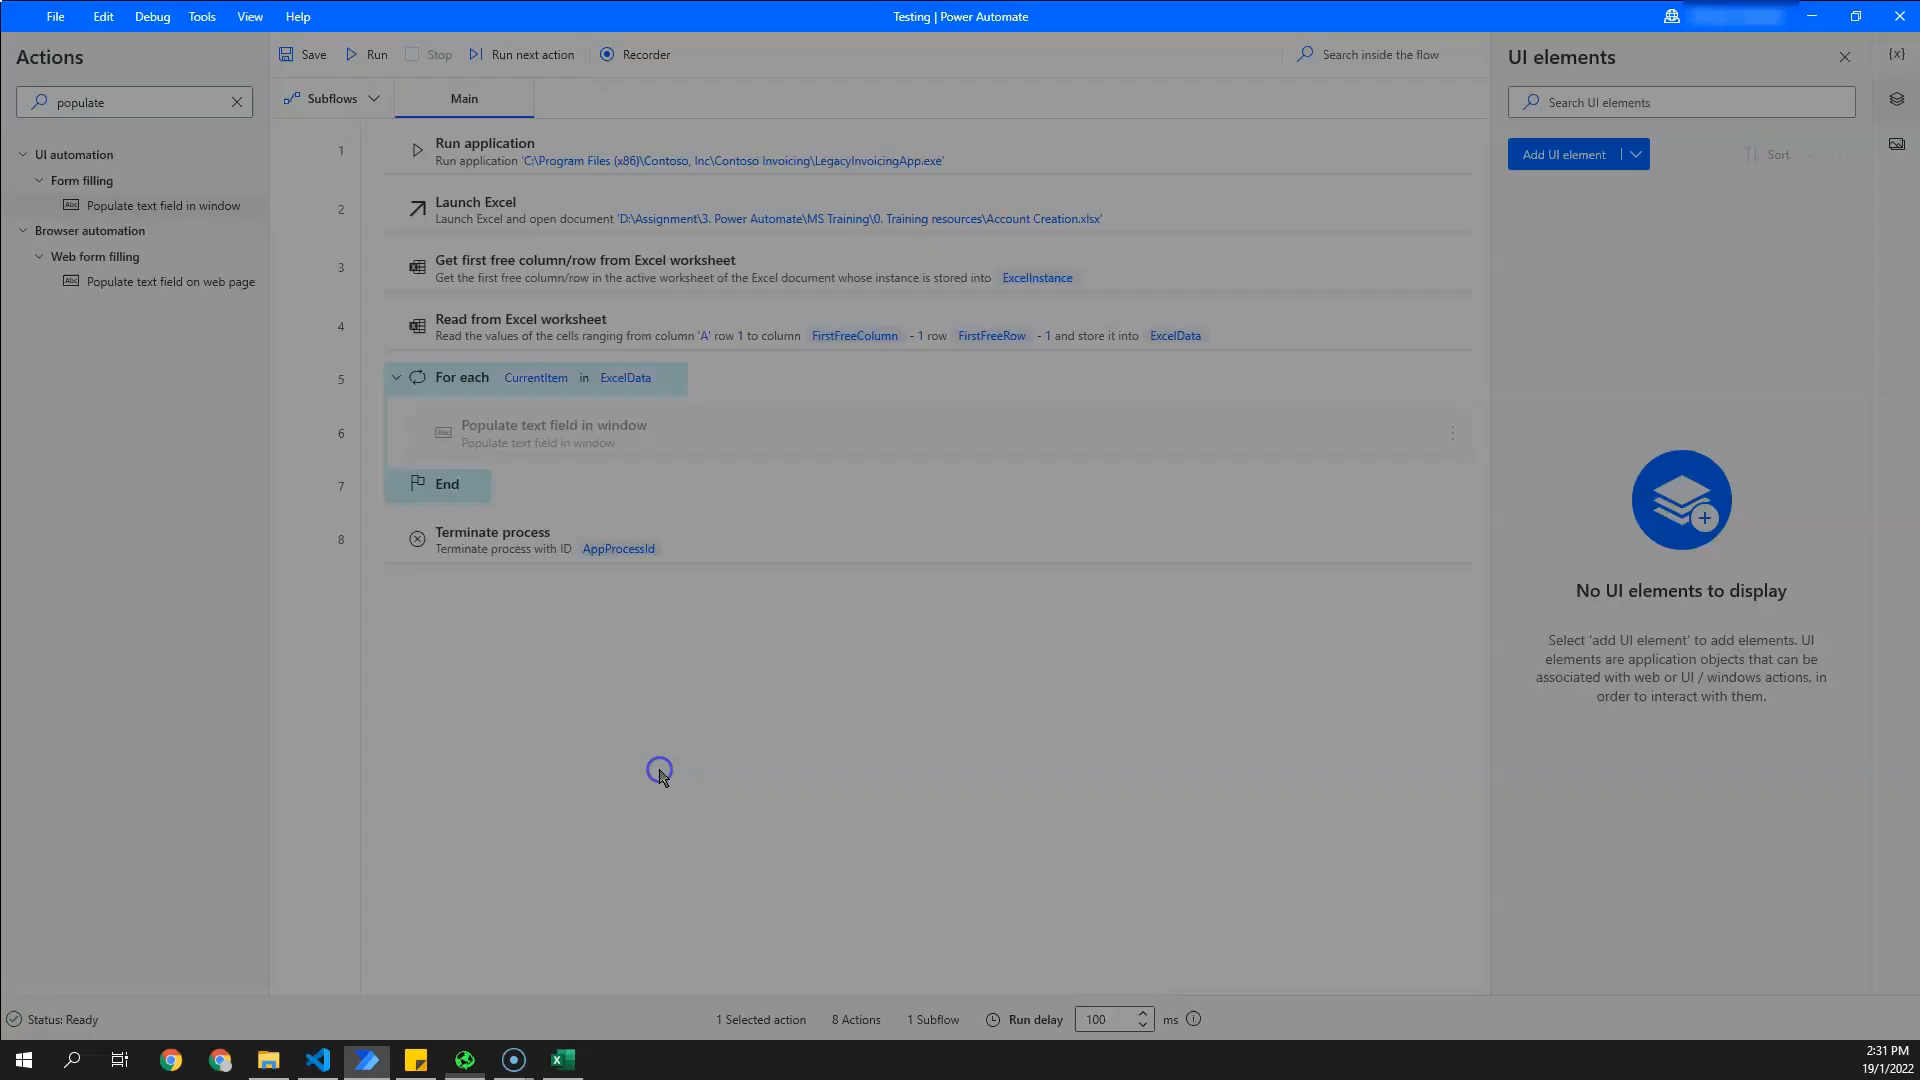 File Edit Debug Tools View Help
Testing | Power Automate
Actions
populate
UI automation
Form filling
Abc Populate text field in window
Browser automation
Web form filling
Abc Populate text field on web page
Save Run Stop Run next action Recorder
Search inside the flow
Subflows
Main
1
Run application
Run application 'C:\Program Files (x86)\Contoso, Inc\Contoso Invoicing\LegacyInvoicingApp.exe'
2
Launch Excel
Launch Excel and open document 'D:\Assignment\3. Power Automate\MS Training\0. Training resources\Account Creation.xlsx'
3
Get first free column/row from Excel worksheet
Get the first free column/row in the active worksheet of the Excel document whose instance is stored into ExcelInstance
4
Read from Excel worksheet
Read the values of the cells ranging from column 'A' row 1 to column FirstFreeColumn - 1 row FirstFreeRow - 1 and store it into ExcelData
5
For each CurrentItem in ExcelData
6
Abc Populate text field in window
Populate text field in window
7
End
8
Terminate process
Terminate process with ID AppProcessId
UI elements
Search UI elements
Add UI element
Sort
No UI elements to display
Select 'add UI element' to add elements. UI
elements are application objects that can be
associated with web or UI / windows actions, in
order to interact with them.
{x}
Status: Ready
1 Selected action 8 Actions 1 Subflow Run delay 100 ms
2:31 PM
19/1/2022